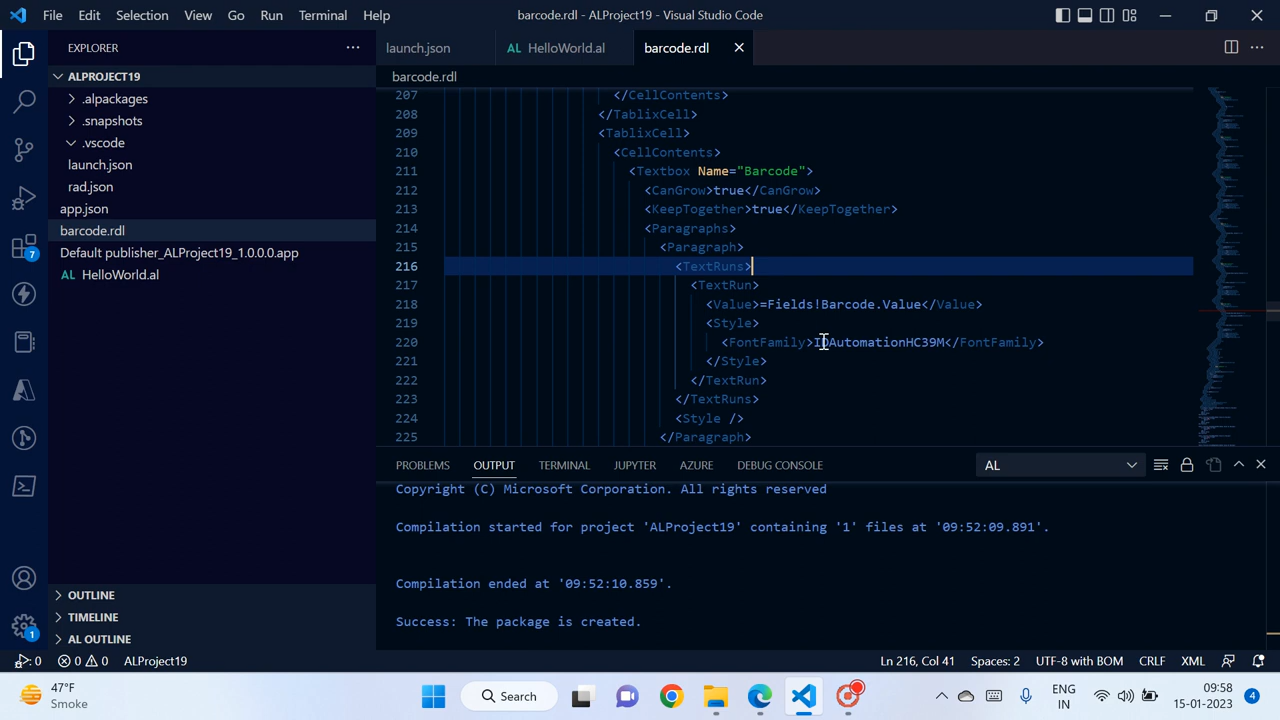 File Edit Selection View Go Run Terminal Help barcode.rdl - ALProject19 - Visual Studio Code
EXPLORER
ALPROJECT19
.alpackages
.snapshots
.vscode
launch.json
rad.json
app.json
barcode.rdl
Default publisher_ALProject19_1.0.0.0.app
HelloWorld.al
OUTLINE
TIMELINE
AL OUTLINE
7
1
launch.json HelloWorld.al barcode.rdl
barcode.rdl
207 </CellContents>
208 </TablixCell>
209 <TablixCell>
210 <CellContents>
211 <Textbox Name="Barcode">
212 <CanGrow>true</CanGrow>
213 <KeepTogether>true</KeepTogether>
214 <Paragraphs>
215 <Paragraph>
216 <TextRuns>
217 <TextRun>
218 <Value>=Fields!Barcode.Value</Value>
219 <Style>
220 <FontFamily>IDAutomationHC39M</FontFamily>
221 </Style>
222 </TextRun>
223 </TextRuns>
224 <Style />
225 </Paragraph>
PROBLEMS OUTPUT TERMINAL JUPYTER AZURE DEBUG CONSOLE AL
Copyright (C) Microsoft Corporation. All rights reserved
Compilation started for project 'ALProject19' containing '1' files at '09:52:09.891'.
Compilation ended at '09:52:10.859'.
Success: The package is created.
0 0 0 ALProject19 Ln 216, Col 41 Spaces: 2 UTF-8 with BOM CRLF XML
47°F
Smoke
Search
ENG
IN
09:58
15-01-2023
4